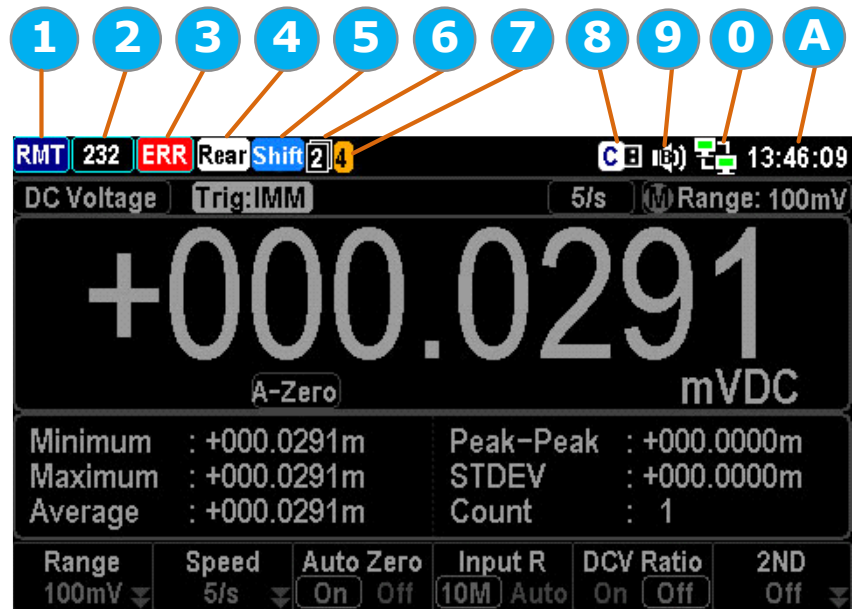 1 2 3 4 5 6 7 8 9 0 A
RMT 232 ERR Rear Shift 2 4 C B 13:46:09
DC Voltage Trig:IMM 5/s M Range: 100mV
+000.0291
A-Zero mVDC
Minimum : +000.0291m Peak-Peak : +000.0000m
Maximum : +000.0291m STDEV : +000.0000m
Average : +000.0291m Count : 1
Range Speed Auto Zero Input R DCV Ratio 2ND
100mV 5/s On Off 10M Auto On Off Off